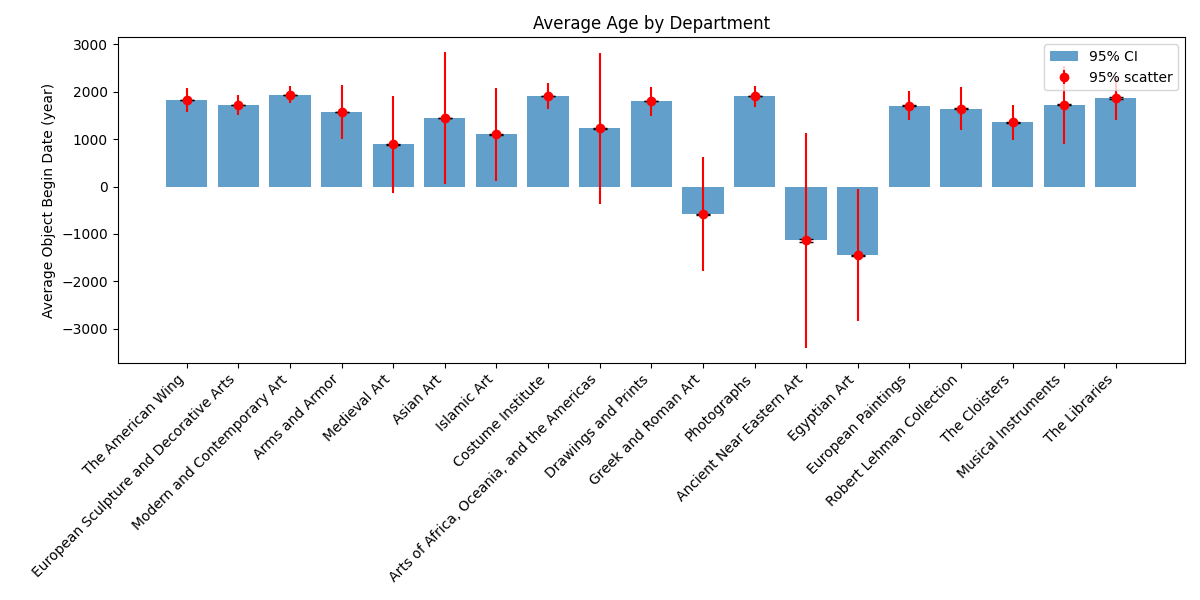 Average Age by Department
Average Object Begin Date (year)
3000
2000
1000
0
−1000
−2000
−3000
95% CI
95% scatter
The American Wing
European Sculpture and Decorative Arts
Modern and Contemporary Art
Arms and Armor
Medieval Art
Asian Art
Islamic Art
Costume Institute
Arts of Africa, Oceania, and the Americas
Drawings and Prints
Greek and Roman Art
Photographs
Ancient Near Eastern Art
Egyptian Art
European Paintings
Robert Lehman Collection
The Cloisters
Musical Instruments
The Libraries